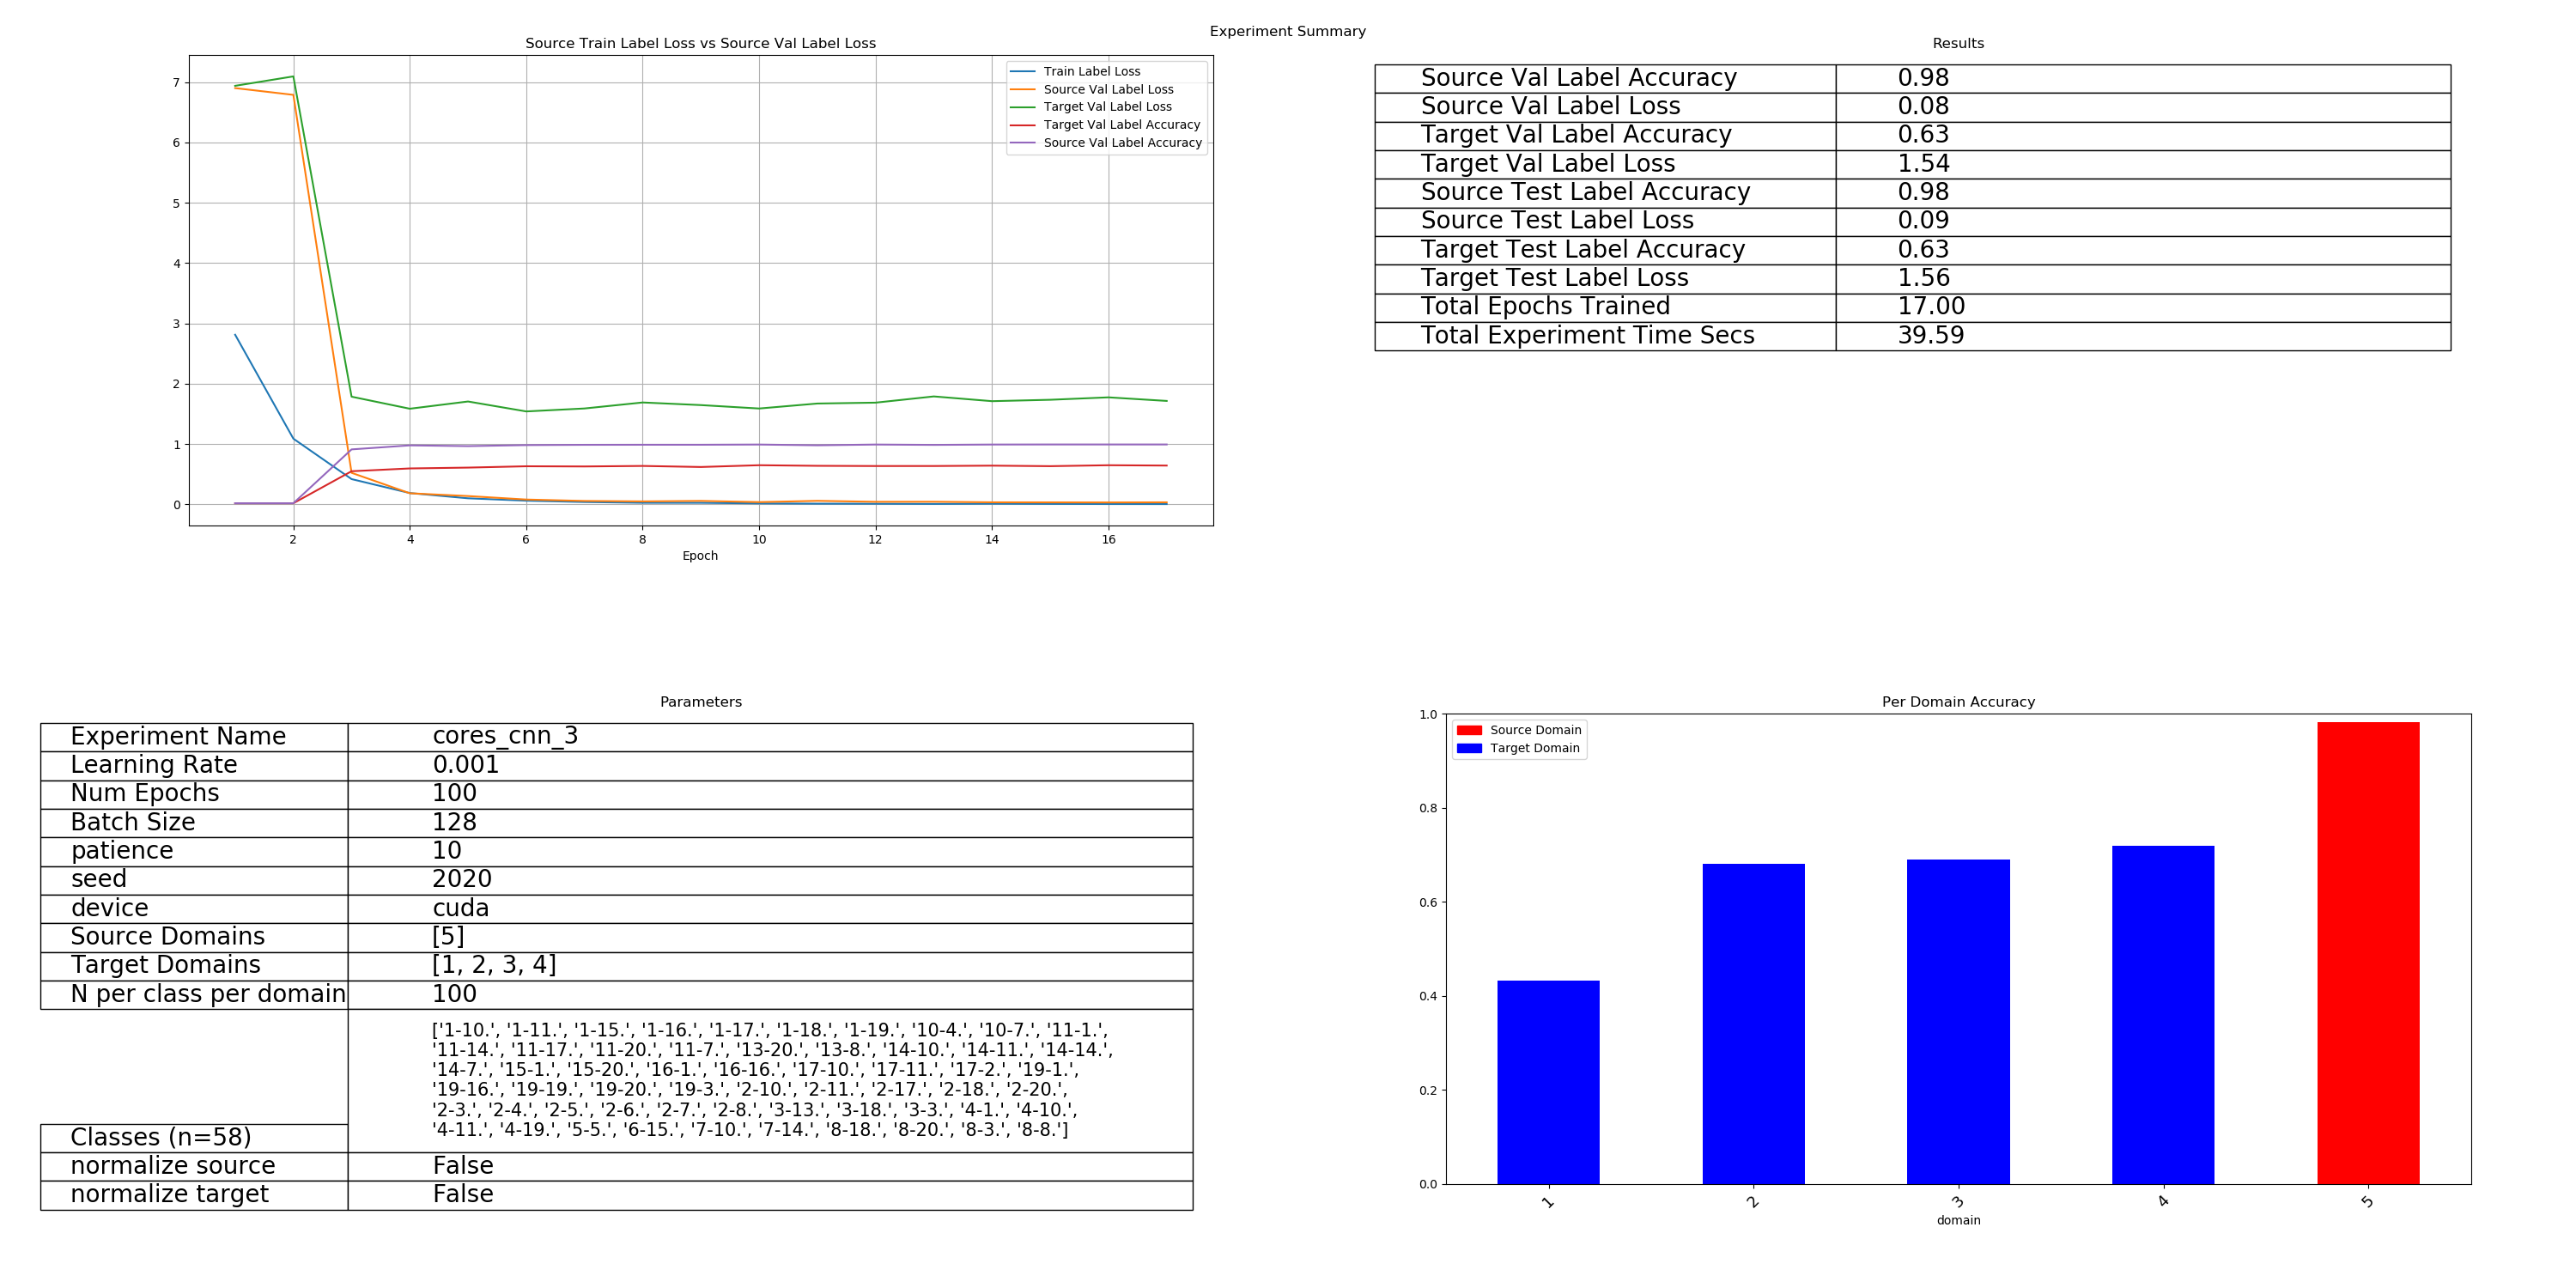 Experiment Summary
Source Train Label Loss vs Source Val Label Loss
7
6
5
4
3
2
1
0
2 4 6 8 10 12 14 16
Epoch
Train Label Loss
Source Val Label Loss
Target Val Label Loss
Target Val Label Accuracy
Source Val Label Accuracy
Results
Source Val Label Accuracy 0.98
Source Val Label Loss 0.08
Target Val Label Accuracy 0.63
Target Val Label Loss 1.54
Source Test Label Accuracy 0.98
Source Test Label Loss 0.09
Target Test Label Accuracy 0.63
Target Test Label Loss 1.56
Total Epochs Trained 17.00
Total Experiment Time Secs 39.59
Parameters
Experiment Name cores_cnn_3
Learning Rate 0.001
Num Epochs 100
Batch Size 128
patience 10
seed 2020
device cuda
Source Domains [5]
Target Domains [1, 2, 3, 4]
N per class per domain 100
['1-10.', '1-11.', '1-15.', '1-16.', '1-17.', '1-18.', '1-19.', '10-4.', '10-7.', '11-1.',
'11-14.', '11-17.', '11-20.', '11-7.', '13-20.', '13-8.', '14-10.', '14-11.', '14-14.',
'14-7.', '15-1.', '15-20.', '16-1.', '16-16.', '17-10.', '17-11.', '17-2.', '19-1.',
'19-16.', '19-19.', '19-20.', '19-3.', '2-10.', '2-11.', '2-17.', '2-18.', '2-20.',
'2-3.', '2-4.', '2-5.', '2-6.', '2-7.', '2-8.', '3-13.', '3-18.', '3-3.', '4-1.', '4-10.',
'4-11.', '4-19.', '5-5.', '6-15.', '7-10.', '7-14.', '8-18.', '8-20.', '8-3.', '8-8.']
Classes (n=58)
normalize source False
normalize target False
Per Domain Accuracy
1.0
0.8
0.6
0.4
0.2
0.0
Source Domain
Target Domain
1 2 3 4 5
domain